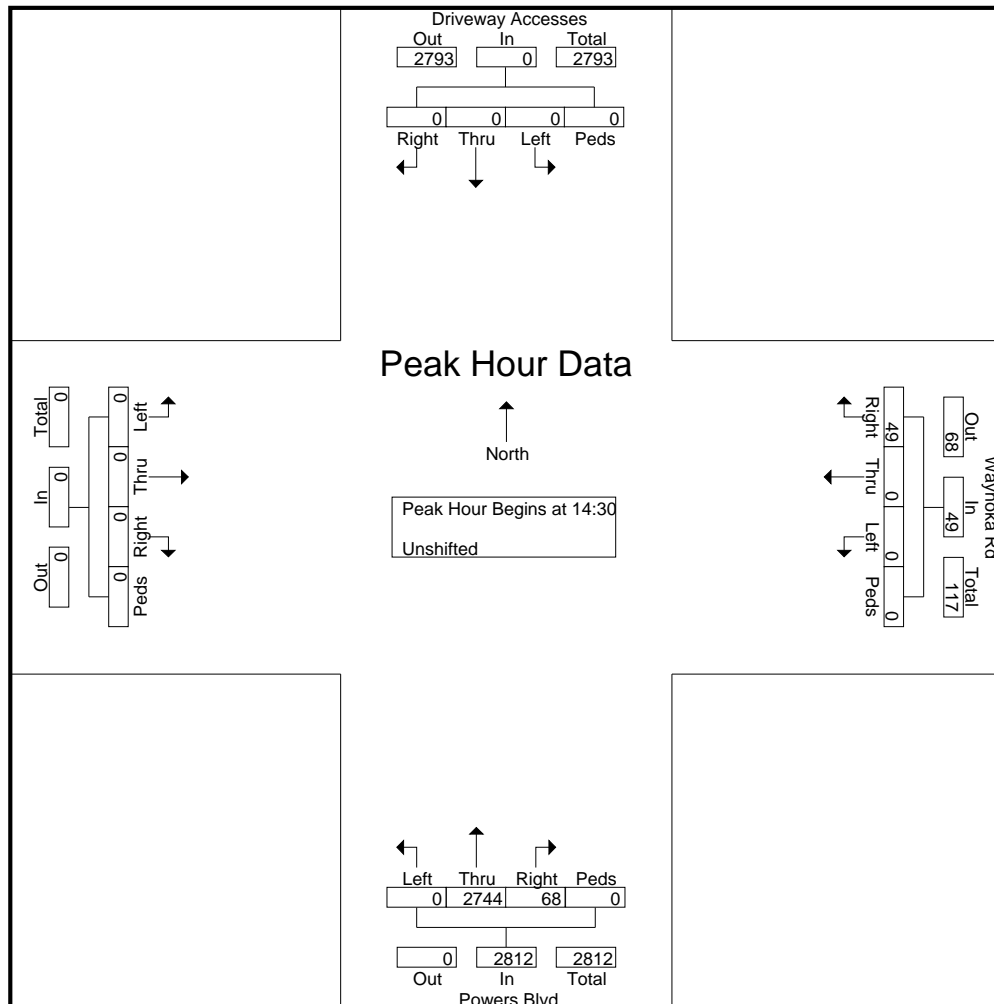 Driveway Accesses
Out In Total
2793 0 2793
0 0 0 0
Right Thru Left Peds
Peak Hour Data
North
Peak Hour Begins at 14:30
Unshifted
Total In Out
0 0 0
0 0 0 0
Left Thru Right Peds
Right Thru Left Peds
49 0 0 0
68 49 117
Out In Total
Waynoka Rd
Left Thru Right Peds
0 2744 68 0
0 2812 2812
Out In Total
Powers Blvd